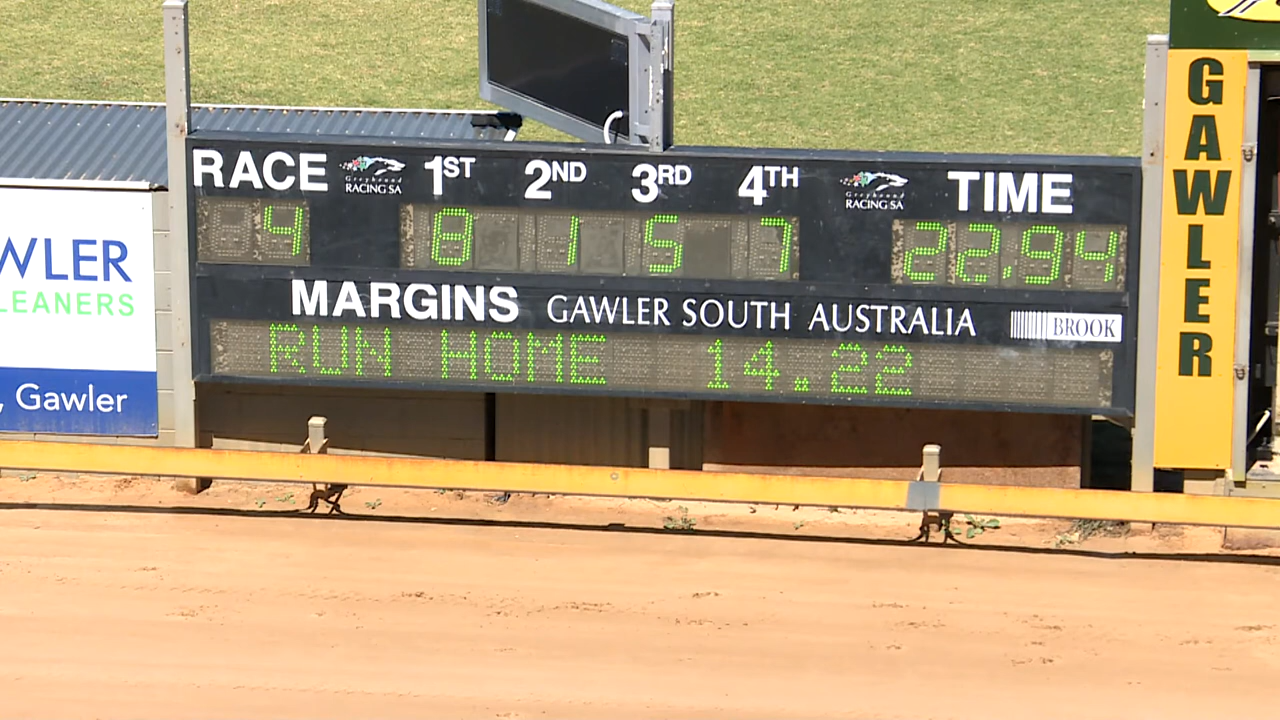 RACE 1ST 2ND 3RD 4TH TIME
Greyhound RACING SA Greyhound RACING SA
4 8 1 5 7 22.94
MARGINS GAWLER SOUTH AUSTRALIA BROOK
RUN HOME 14.22
WLER
LEANERS
, Gawler
GAWLER